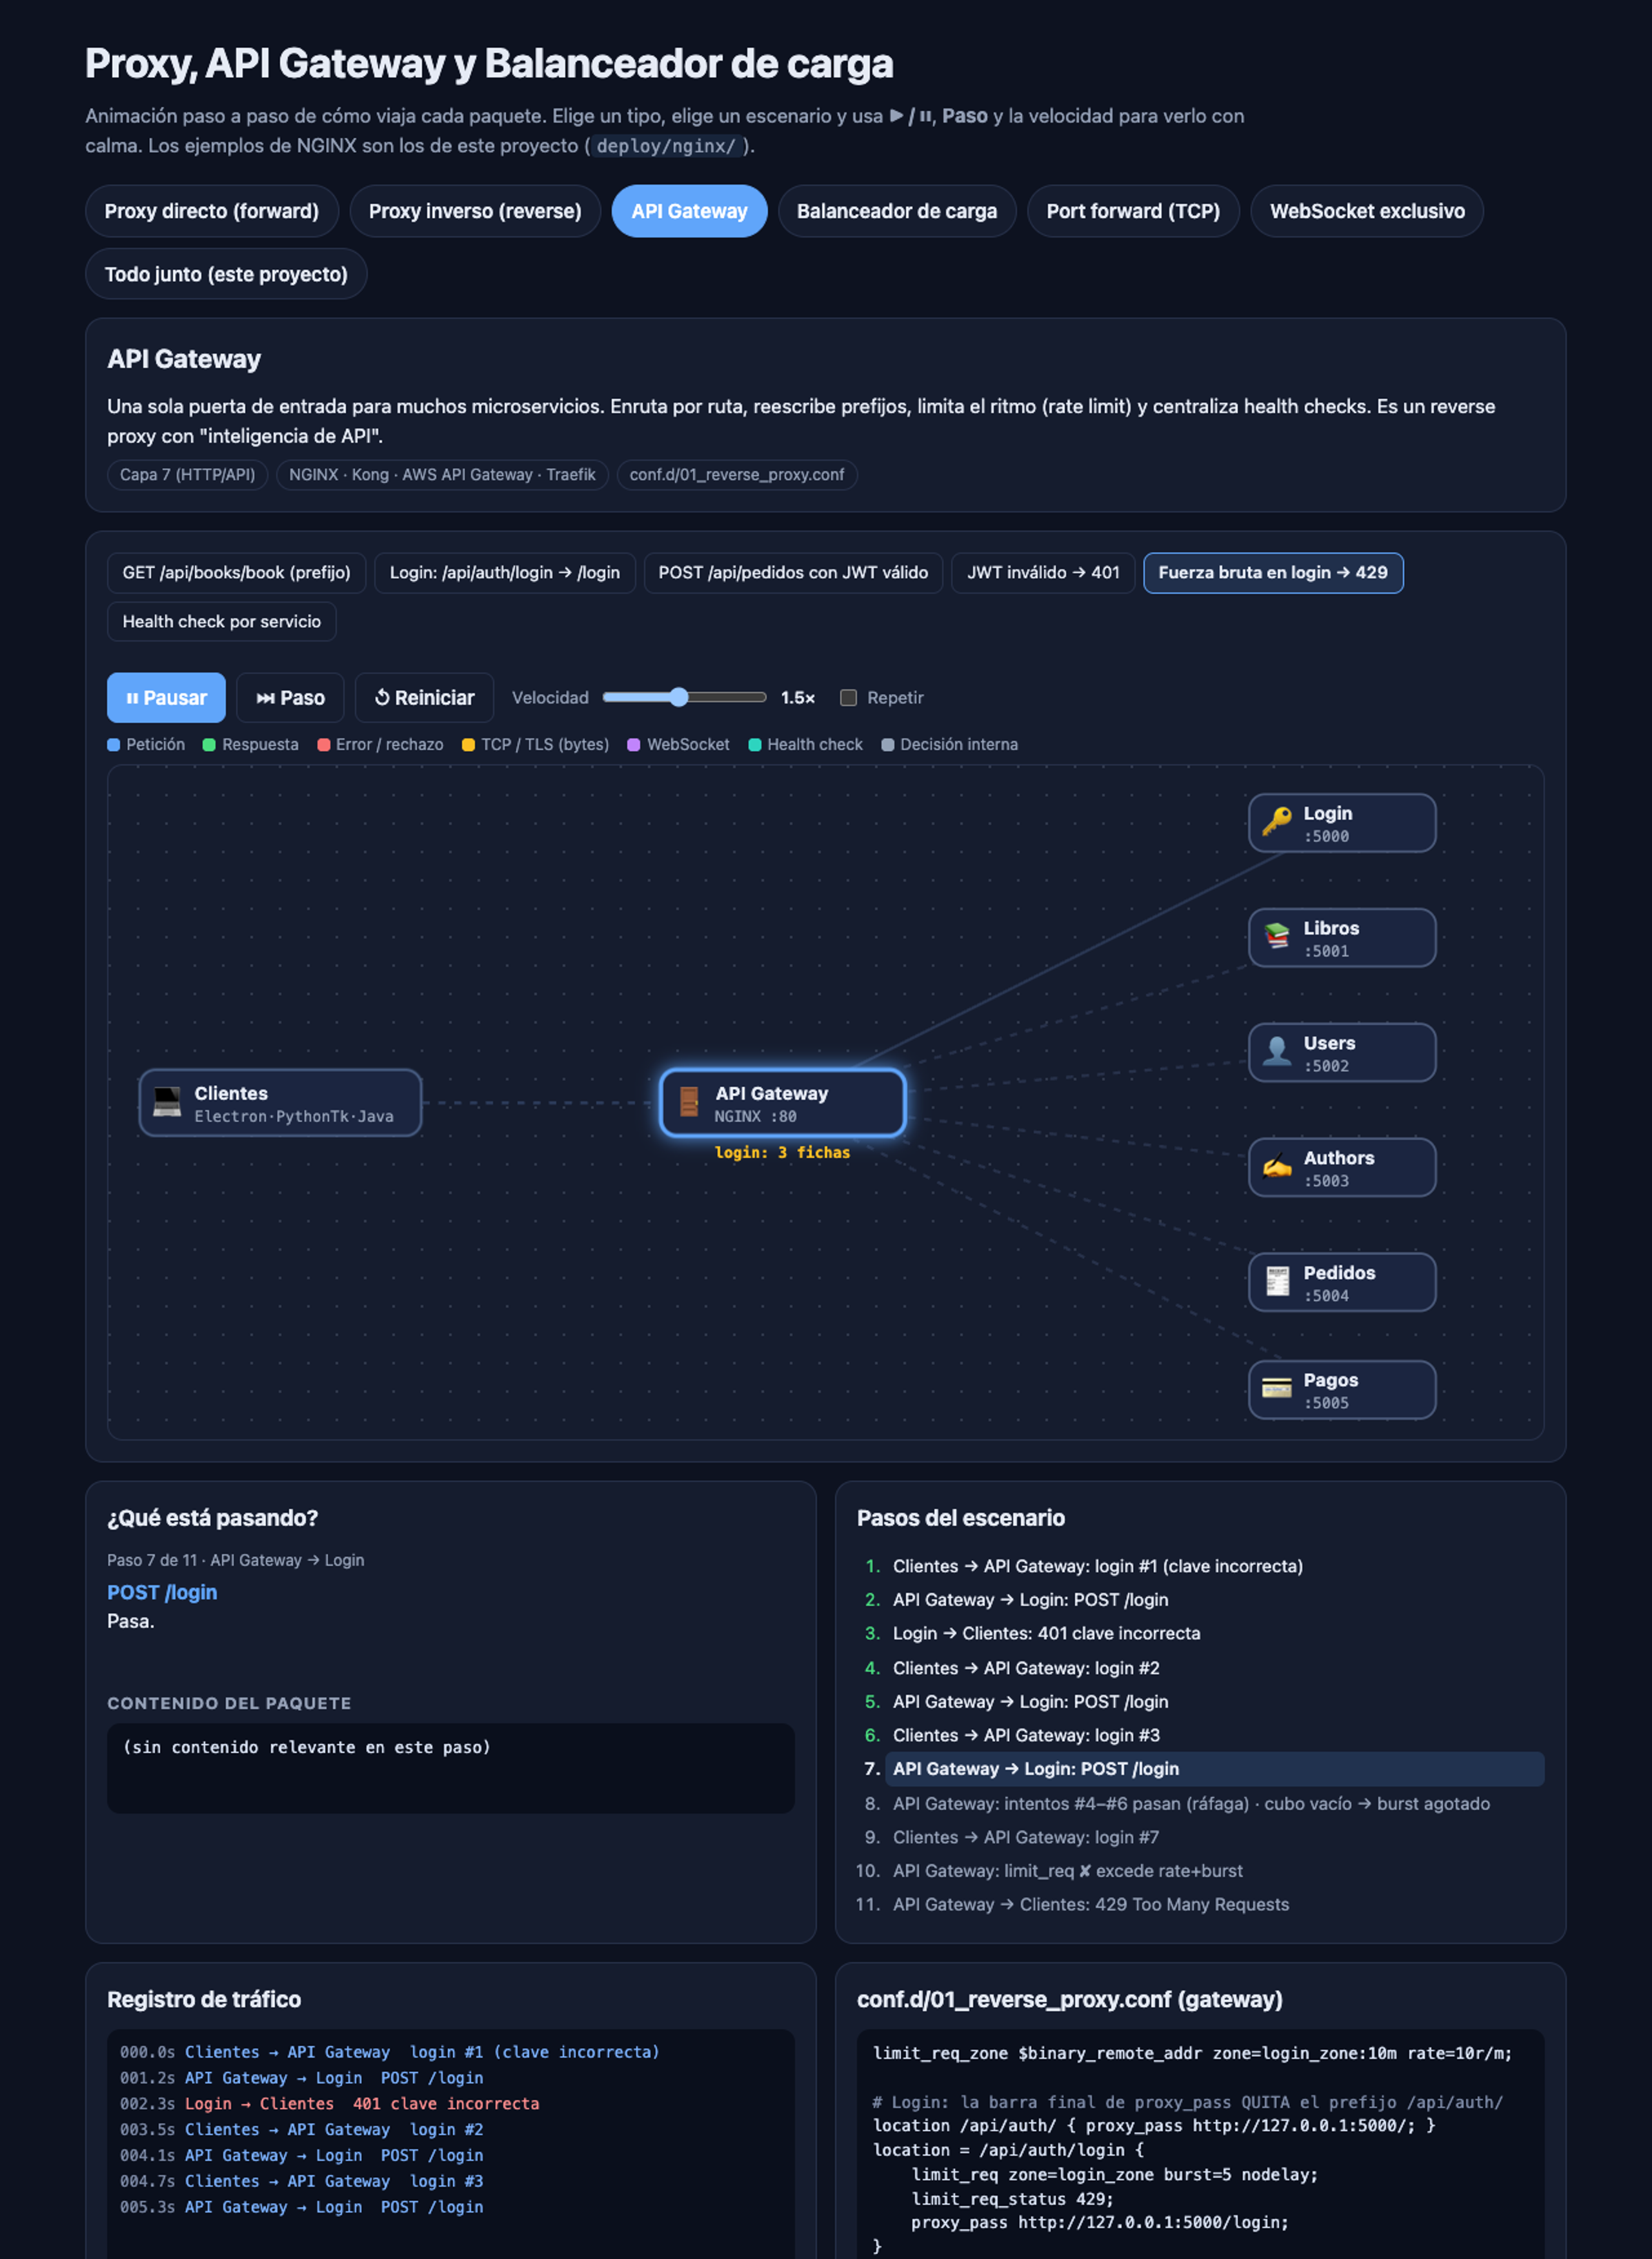 Proxy, API Gateway y Balanceador de carga
Animación paso a paso de cómo viaja cada paquete. Elige un tipo, elige un escenario y usa ▶ / ⏸, Paso y la velocidad para verlo con
calma. Los ejemplos de NGINX son los de este proyecto ( deploy/nginx/ ).
Proxy directo (forward)
Proxy inverso (reverse)
API Gateway
Balanceador de carga
Port forward (TCP)
WebSocket exclusivo
Todo junto (este proyecto)
API Gateway
Una sola puerta de entrada para muchos microservicios. Enruta por ruta, reescribe prefijos, limita el ritmo (rate limit) y centraliza health checks. Es un reverse
proxy con "inteligencia de API".
Capa 7 (HTTP/API)
NGINX · Kong · AWS API Gateway · Traefik
conf.d/01_reverse_proxy.conf
GET /api/books/book (prefijo)
Login: /api/auth/login → /login
POST /api/pedidos con JWT válido
JWT inválido → 401
Fuerza bruta en login → 429
Health check por servicio
⏸ Pausar
⏭ Paso
↺ Reiniciar
Velocidad
1.5×
Repetir
Petición
Respuesta
Error / rechazo
TCP / TLS (bytes)
WebSocket
Health check
Decisión interna
Login
:5000
Libros
:5001
Users
:5002
Clientes
Electron·PythonTk·Java
API Gateway
NGINX :80
login: 3 fichas
Authors
:5003
Pedidos
:5004
Pagos
:5005
¿Qué está pasando?
Paso 7 de 11 · API Gateway → Login
POST /login
Pasa.
CONTENIDO DEL PAQUETE
(sin contenido relevante en este paso)
Pasos del escenario
1. Clientes → API Gateway: login #1 (clave incorrecta)
2. API Gateway → Login: POST /login
3. Login → Clientes: 401 clave incorrecta
4. Clientes → API Gateway: login #2
5. API Gateway → Login: POST /login
6. Clientes → API Gateway: login #3
7. API Gateway → Login: POST /login
8. API Gateway: intentos #4–#6 pasan (ráfaga) · cubo vacío → burst agotado
9. Clientes → API Gateway: login #7
10. API Gateway: limit_req ✘ excede rate+burst
11. API Gateway → Clientes: 429 Too Many Requests
Registro de tráfico
000.0s Clientes → API Gateway  login #1 (clave incorrecta)
001.2s API Gateway → Login  POST /login
002.3s Login → Clientes  401 clave incorrecta
003.5s Clientes → API Gateway  login #2
004.1s API Gateway → Login  POST /login
004.7s Clientes → API Gateway  login #3
005.3s API Gateway → Login  POST /login
conf.d/01_reverse_proxy.conf (gateway)
limit_req_zone $binary_remote_addr zone=login_zone:10m rate=10r/m;
# Login: la barra final de proxy_pass QUITA el prefijo /api/auth/
location /api/auth/ { proxy_pass http://127.0.0.1:5000/; }
location = /api/auth/login {
    limit_req zone=login_zone burst=5 nodelay;
    limit_req_status 429;
    proxy_pass http://127.0.0.1:5000/login;
}